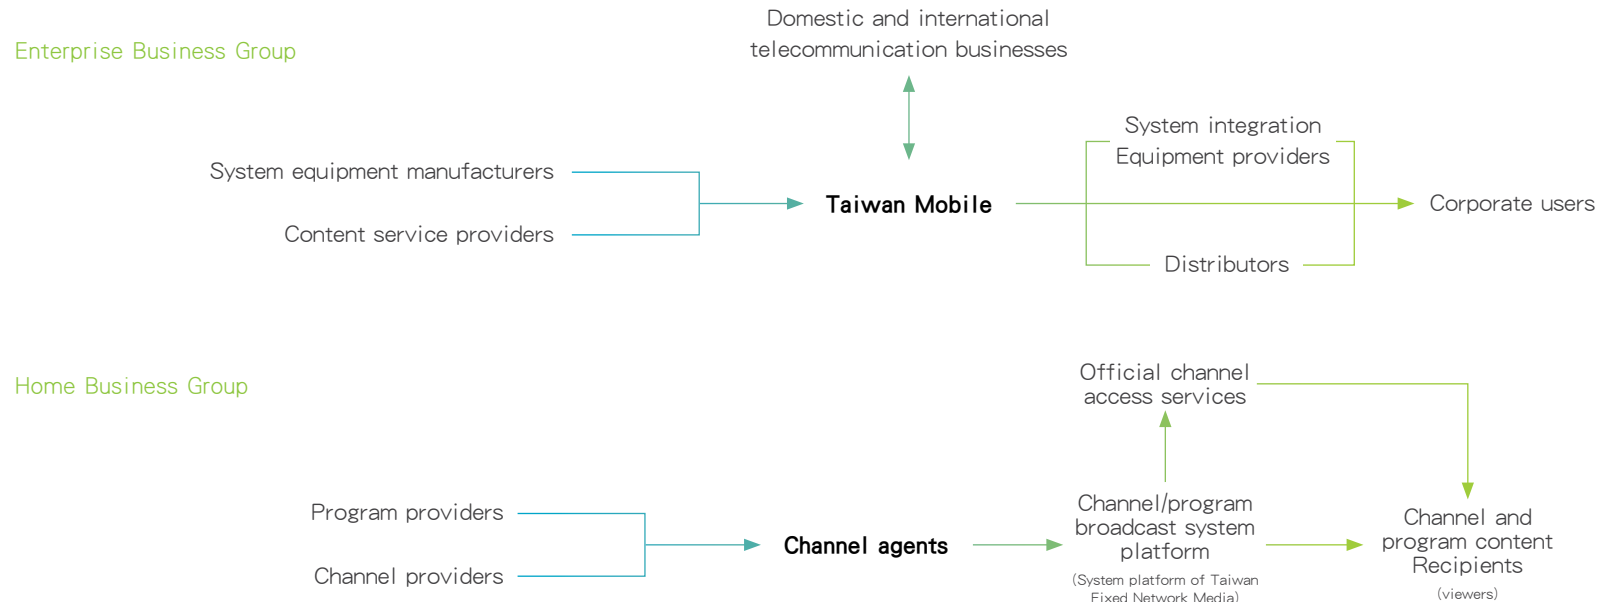 Enterprise Business Group
Domestic and international
telecommunication businesses
System equipment manufacturers
Content service providers
Taiwan Mobile
System integration
Equipment providers
Distributors
Corporate users
Home Business Group
Program providers
Channel providers
Channel agents
Official channel
access services
Channel/program
broadcast system
platform
(System platform of Taiwan
Fixed Network Media)
Channel and
program content
Recipients
(viewers)